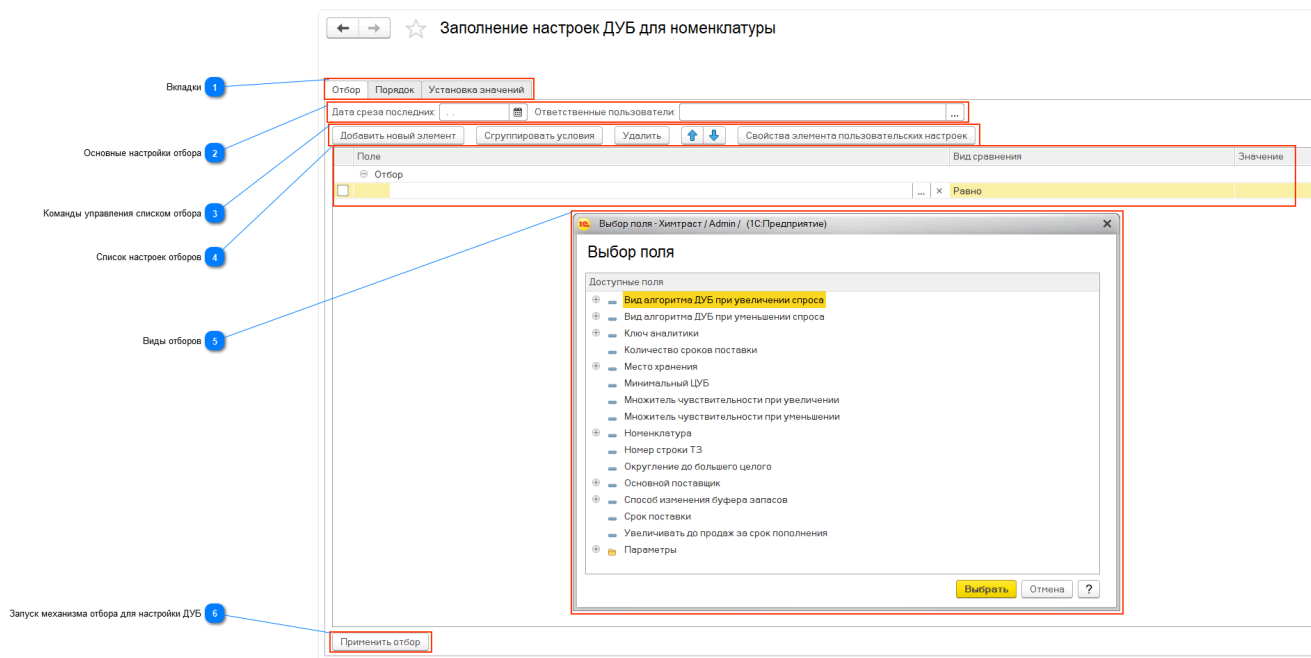 Заполнение настроек ДУБ для номенклатуры
Вкладки 1
Отбор Порядок Установка значений
Дата среза последних: . . Ответственные пользователи: ...
Основные настройки отбора 2
Добавить новый элемент Сгруппировать условия Удалить Свойства элемента пользовательских настроек
Команды управления списком отбора 3
Поле Вид сравнения Значение
Отбор
... × Равно
Список настроек отборов 4
Виды отборов 5
Выбор поля - Химтраст / Admin / (1С:Предприятие)
Выбор поля
Доступные поля
Вид алгоритма ДУБ при увеличении спроса
Вид алгоритма ДУБ при уменьшении спроса
Ключ аналитики
Количество сроков поставки
Место хранения
Минимальный ЦУБ
Множитель чувствительности при увеличении
Множитель чувствительности при уменьшении
Номенклатура
Номер строки ТЗ
Округление до большего целого
Основной поставщик
Способ изменения буфера запасов
Срок поставки
Увеличивать до продаж за срок пополнения
Параметры
Выбрать Отмена ?
Запуск механизма отбора для настройки ДУБ 6
Применить отбор